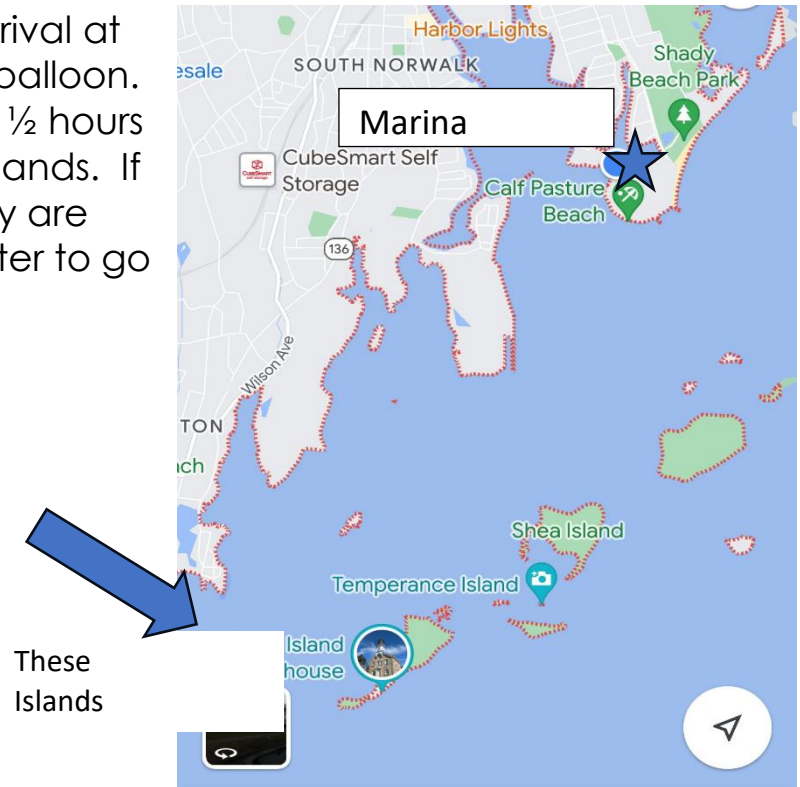 rival at
balloon.
½ hours
ands. If
y are
ter to go
Harbor Lights
esale
SOUTH NORWALK
Shady
Beach Park
Marina
CubeSmart
CubeSmart Self
Storage
Calf Pasture
Beach
136
Wilson Ave
TON
ch
Shea Island
Temperance Island
Island
house
These
Islands